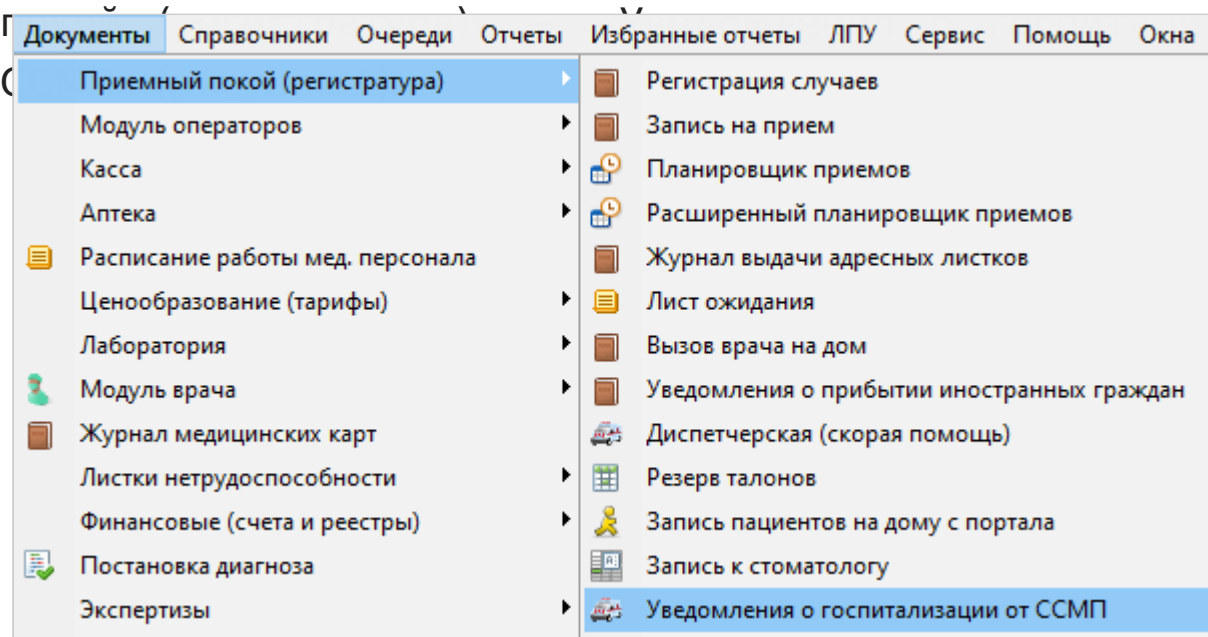 Документы Справочники Очереди Отчеты Избранные отчеты ЛПУ Сервис Помощь Окна
Приемный покой (регистратура)
Модуль операторов
Касса
Аптека
Расписание работы мед. персонала
Ценообразование (тарифы)
Лаборатория
Модуль врача
Журнал медицинских карт
Листки нетрудоспособности
Финансовые (счета и реестры)
Постановка диагноза
Экспертизы
Регистрация случаев
Запись на прием
Планировщик приемов
Расширенный планировщик приемов
Журнал выдачи адресных листков
Лист ожидания
Вызов врача на дом
Уведомления о прибытии иностранных граждан
Диспетчерская (скорая помощь)
Резерв талонов
Запись пациентов на дому с портала
Запись к стоматологу
Уведомления о госпитализации от ССМП